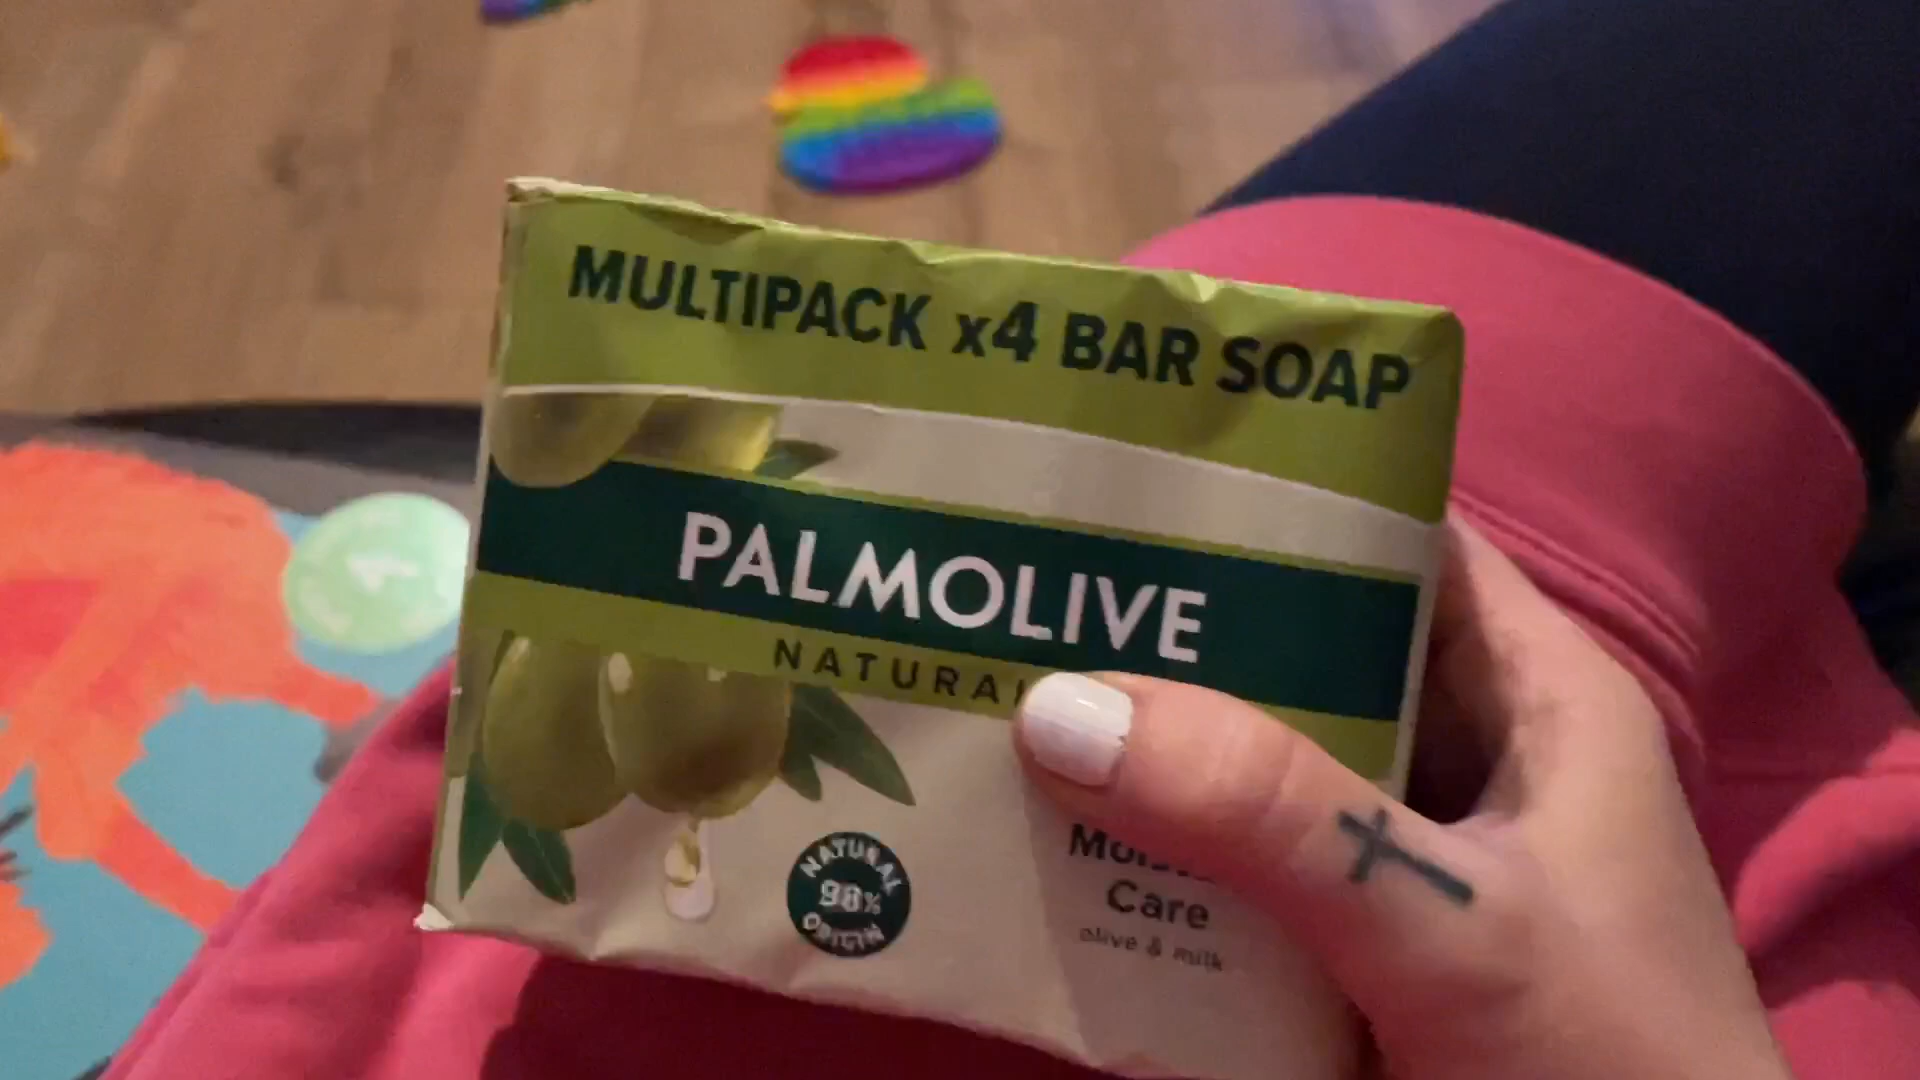 MULTIPACK x4 BAR SOAP
PALMOLIVE
NATURAL
NATURAL
98%
ORIGIN
Care
olive & milk